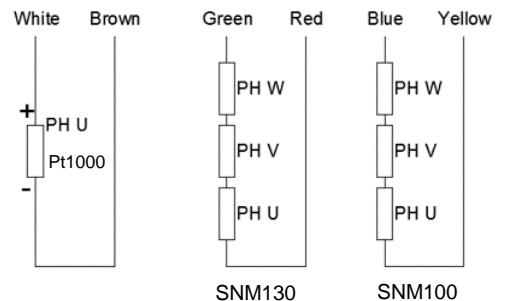 White Brown Green Red Blue Yellow
+
PH U
Pt1000
-
PH W
PH V
PH U
SNM130
PH W
PH V
PH U
SNM100